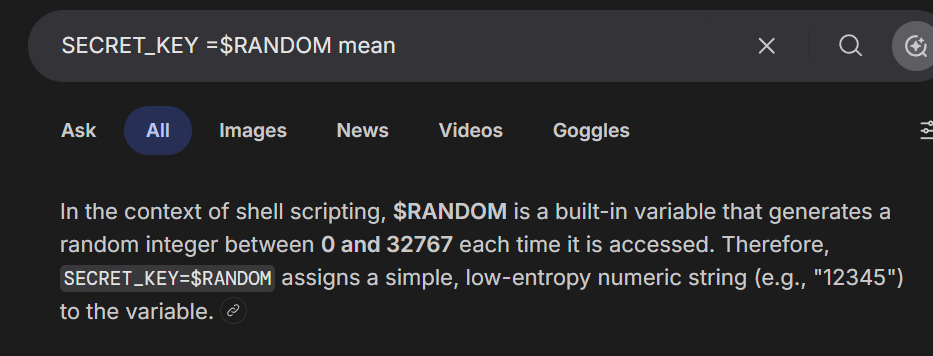 SECRET_KEY =$RANDOM mean
Ask All Images News Videos Goggles
In the context of shell scripting, $RANDOM is a built-in variable that generates a
random integer between 0 and 32767 each time it is accessed. Therefore,
SECRET_KEY=$RANDOM assigns a simple, low-entropy numeric string (e.g., "12345")
to the variable.